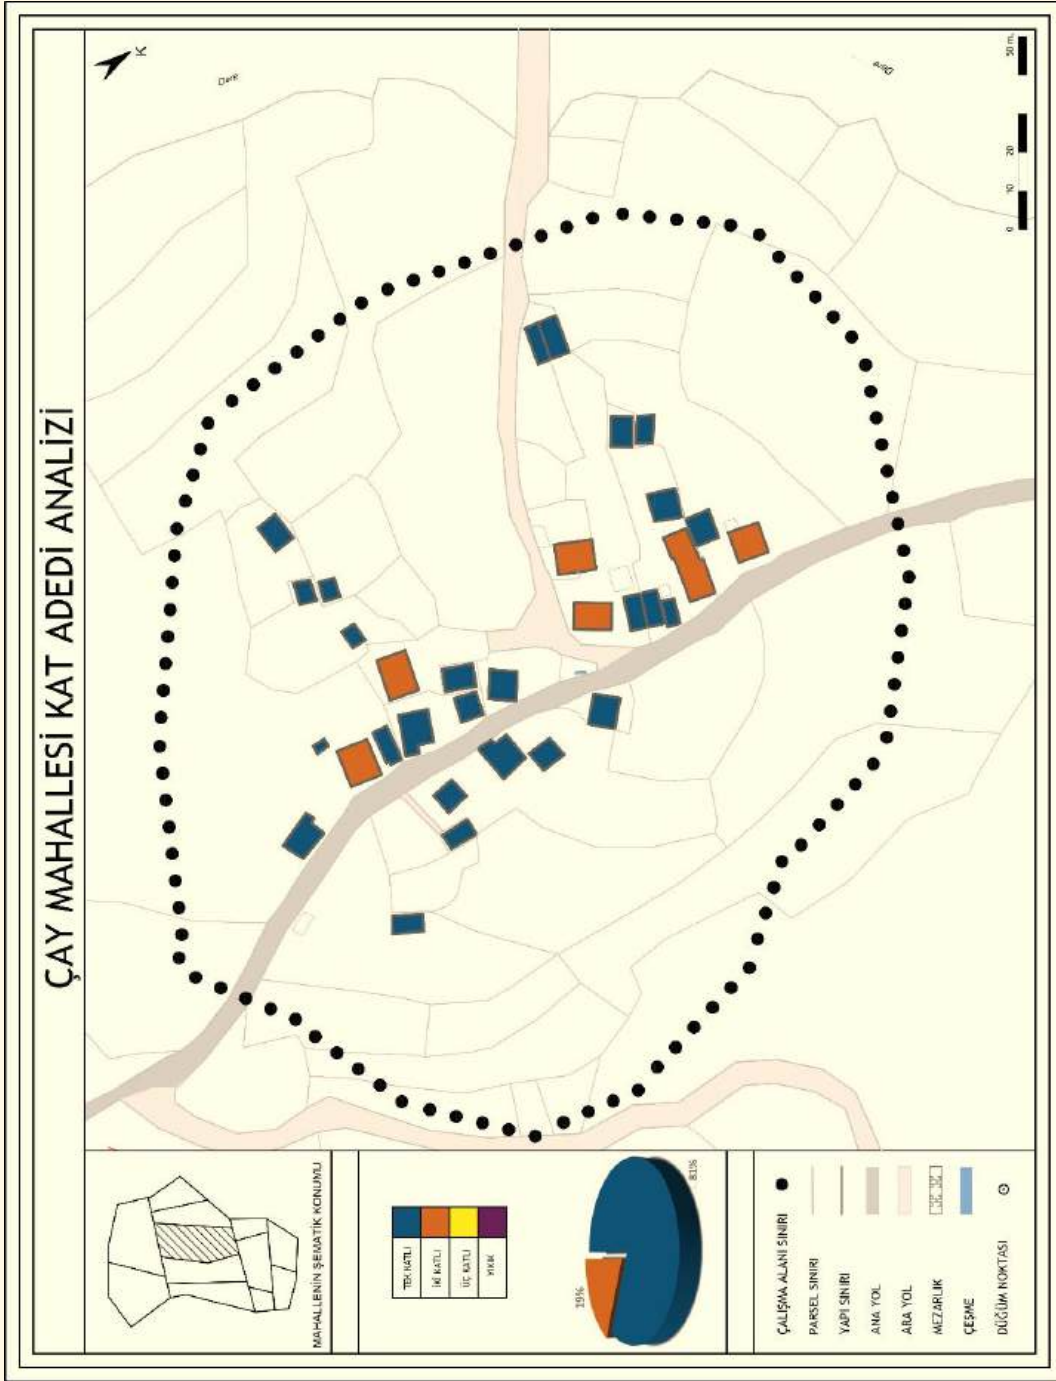 ÇAY MAHALLESİ KAT ADEDİ ANALİZİ
K
Dere
Dere
0 10 20 50 m.
MAHALLENİN ŞEMATİK KONUMU
TEK KATLI
İKİ KATLI
ÜÇ KATLI
YIKIK
19%
81%
ÇALIŞMA ALANI SINIRI
PARSEL SINIRI
YAPI SINIRI
ANA YOL
ARA YOL
MEZARLIK
ÇEŞME
DÜĞÜM NOKTASI